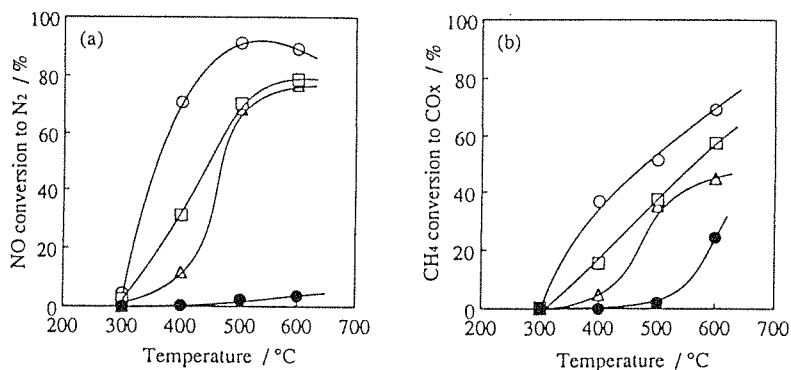 (a)
NO conversion to N2 / %
100
80
60
40
20
0
200 300 400 500 600 700
Temperature / °C
(b)
CH4 conversion to COx / %
100
80
60
40
20
0
200 300 400 500 600 700
Temperature / °C